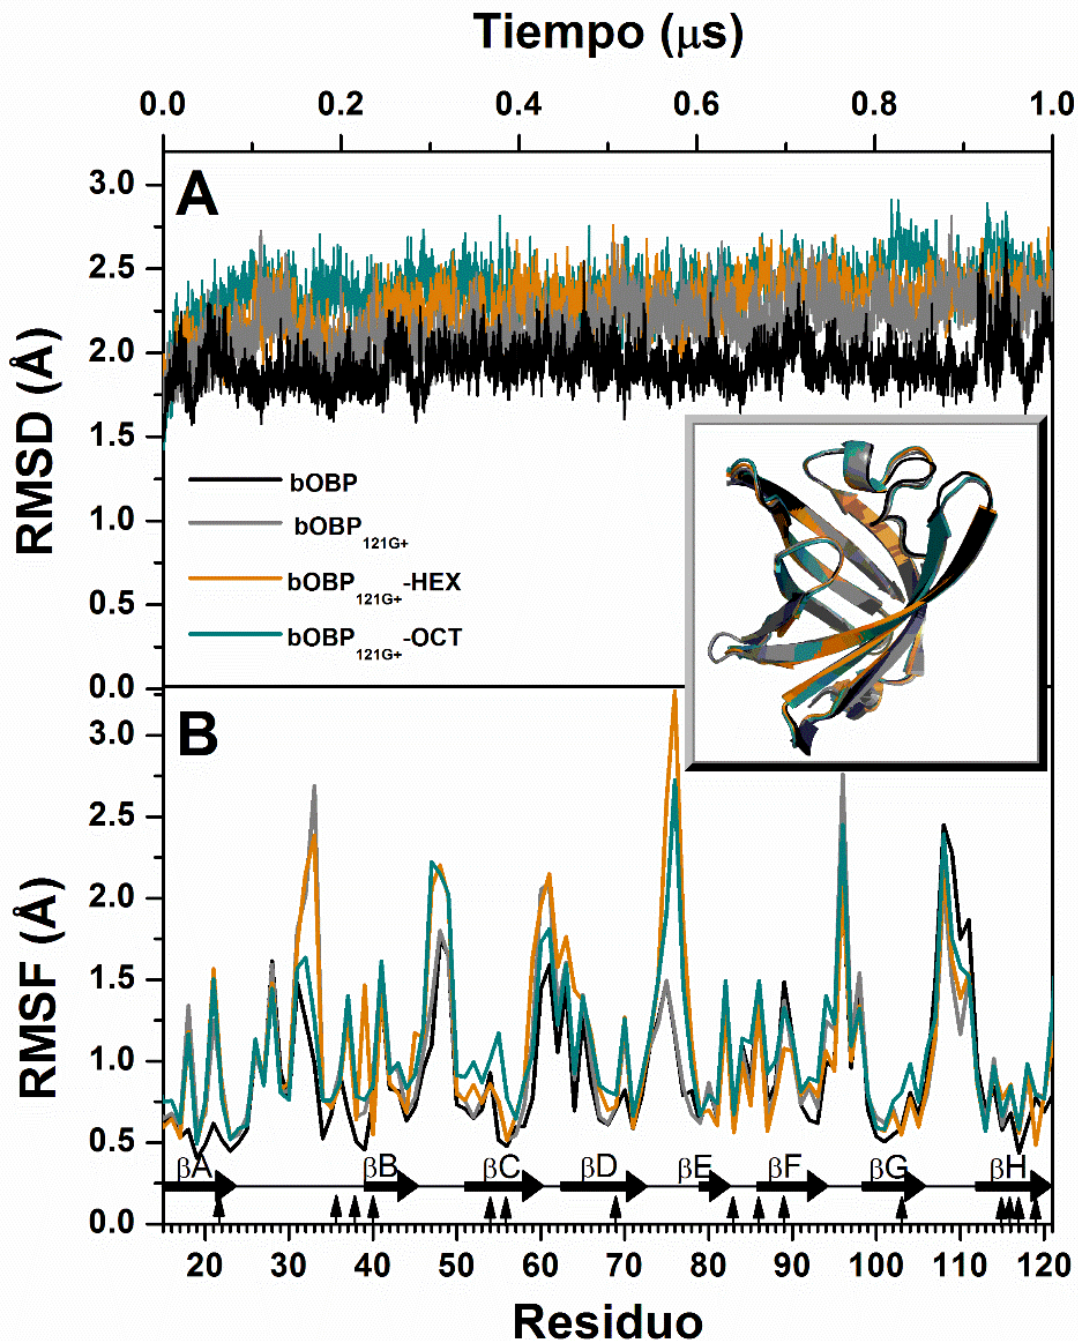 Tiempo (μs)
0.0 0.2 0.4 0.6 0.8 1.0
A
RMSD (Å)
3.0
2.5
2.0
1.5
1.0
0.5
0.0
bOBP
bOBP121G+
bOBP121G+-HEX
bOBP121G+-OCT
B
RMSF (Å)
3.0
2.5
2.0
1.5
1.0
0.5
0.0
βA βB βC βD βE βF βG βH
20 30 40 50 60 70 80 90 100 110 120
Residuo